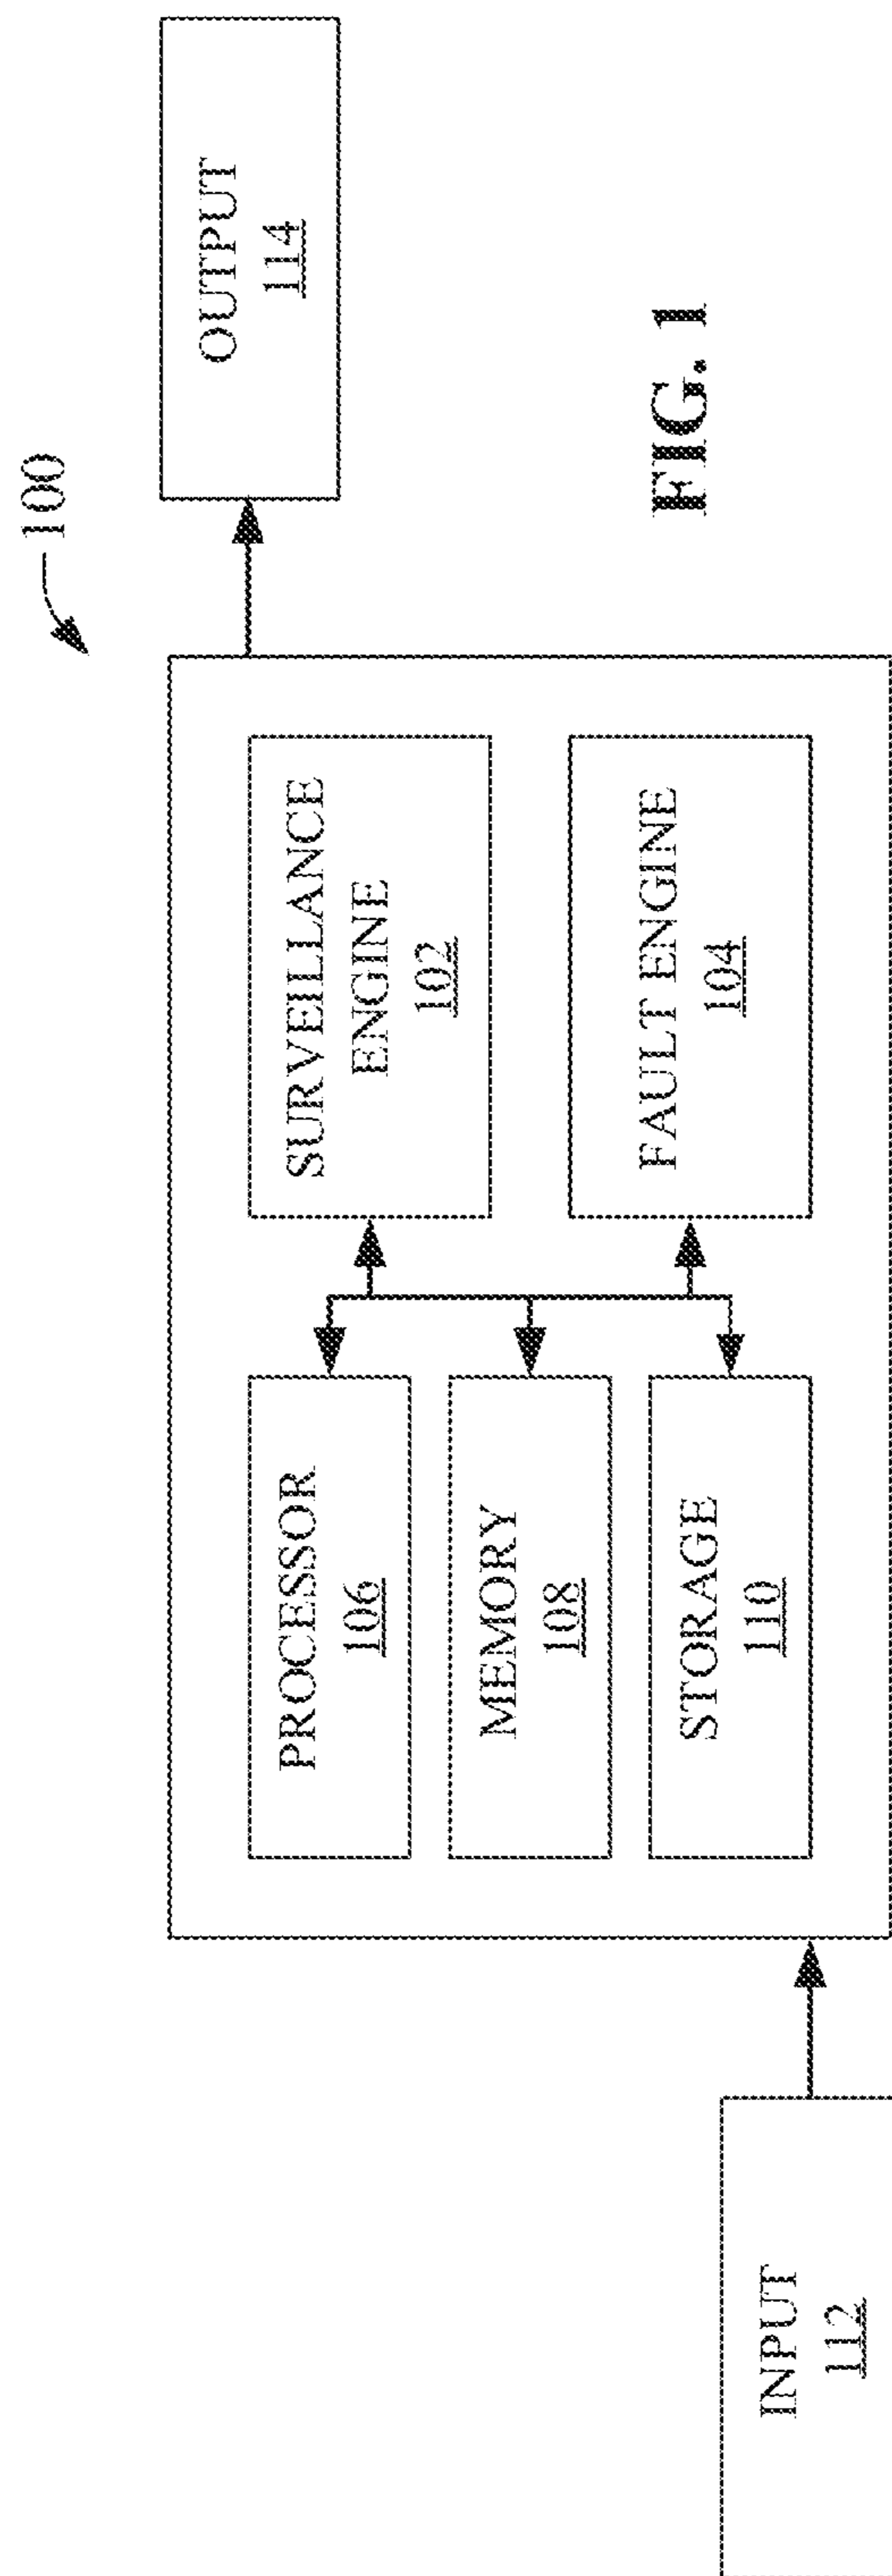 100
INPUT
112
PROCESSOR
106
MEMORY
108
STORAGE
110
SURVEILLANCE
ENGINE
102
FAULT ENGINE
104
OUTPUT
114
FIG. 1